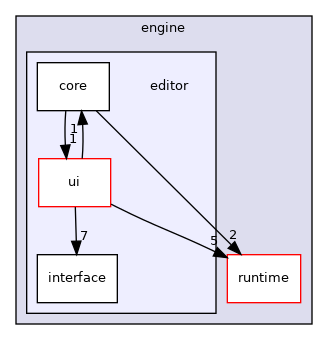 engine
core
editor
1
1
ui
7
5
2
interface
runtime